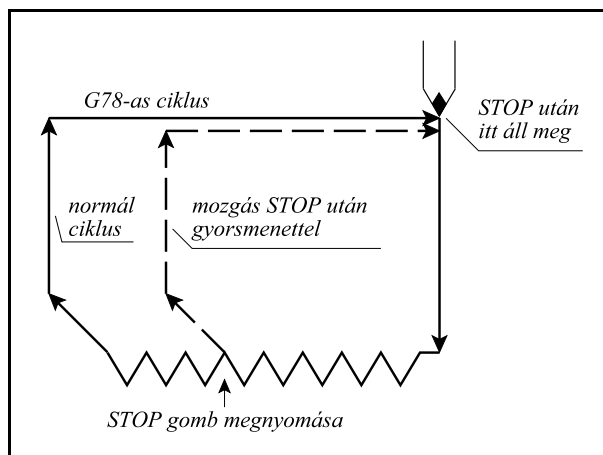 G78-as ciklus
STOP után
itt áll meg
normál
ciklus
mozgás STOP után
gyorsmenettel
STOP gomb megnyomása